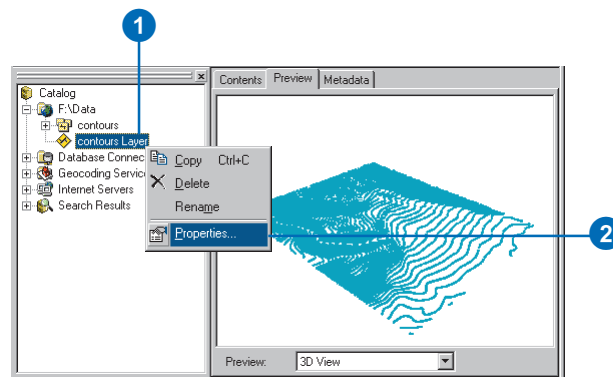 1
Catalog
F:\Data
contours
contours Layer
Database Connec
Geocoding Service
Internet Servers
Search Results
Copy Ctrl+C
Delete
Rename
Properties...
Contents Preview Metadata
2
Preview: 3D View